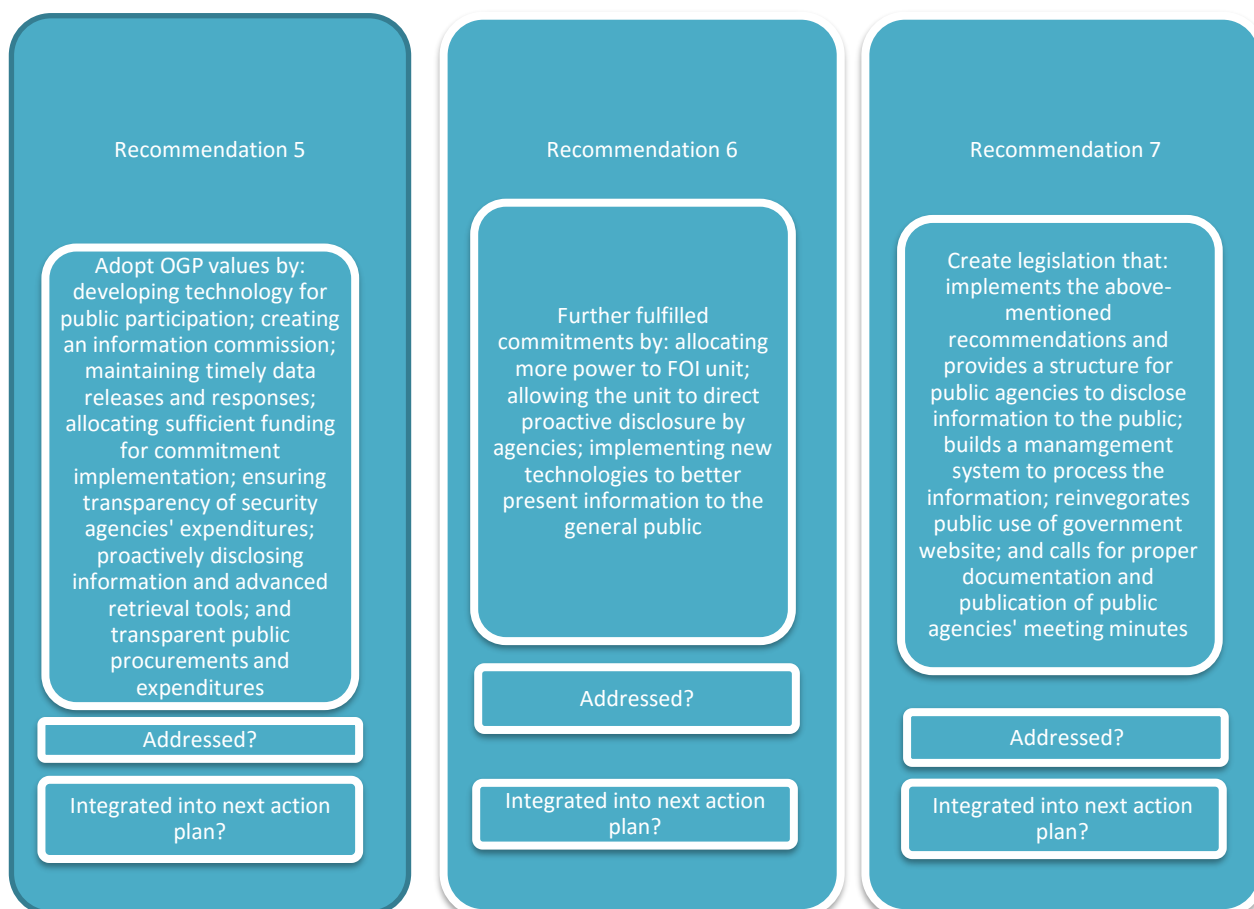 Recommendation 5
Adopt OGP values by:
developing technology for
public participation; creating
an information commission;
maintaining timely data
releases and responses;
allocating sufficient funding
for commitment
implementation; ensuring
transparency of security
agencies' expenditures;
proactively disclosing
information and advanced
retrieval tools; and
transparent public
procurements and
expenditures
Addressed?
Integrated into next action
plan?
Recommendation 6
Further fulfilled
commitments by: allocating
more power to FOI unit;
allowing the unit to direct
proactive disclosure by
agencies; implementing new
technologies to better
present information to the
general public
Addressed?
Integrated into next action
plan?
Recommendation 7
Create legislation that:
implements the above-
mentioned
recommendations and
provides a structure for
public agencies to disclose
information to the public;
builds a manamgement
system to process the
information; reinvegorates
public use of government
website; and calls for proper
documentation and
publication of public
agencies' meeting minutes
Addressed?
Integrated into next action
plan?